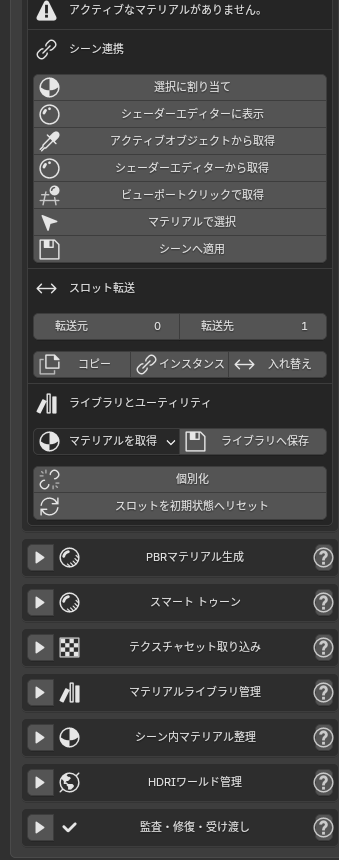 アクティブなマテリアルがありません。
シーン連携
選択に割り当て
シェーダーエディターに表示
アクティブオブジェクトから取得
シェーダーエディターから取得
ビューポートクリックで取得
マテリアルで選択
シーンへ適用
スロット転送
転送元 0 転送先 1
コピー インスタンス 入れ替え
ライブラリとユーティリティ
マテリアルを取得 ライブラリへ保存
個別化
スロットを初期状態へリセット
PBRマテリアル生成
スマート トゥーン
テクスチャセット取り込み
マテリアルライブラリ管理
シーン内マテリアル整理
HDRIワールド管理
監査・修復・受け渡し